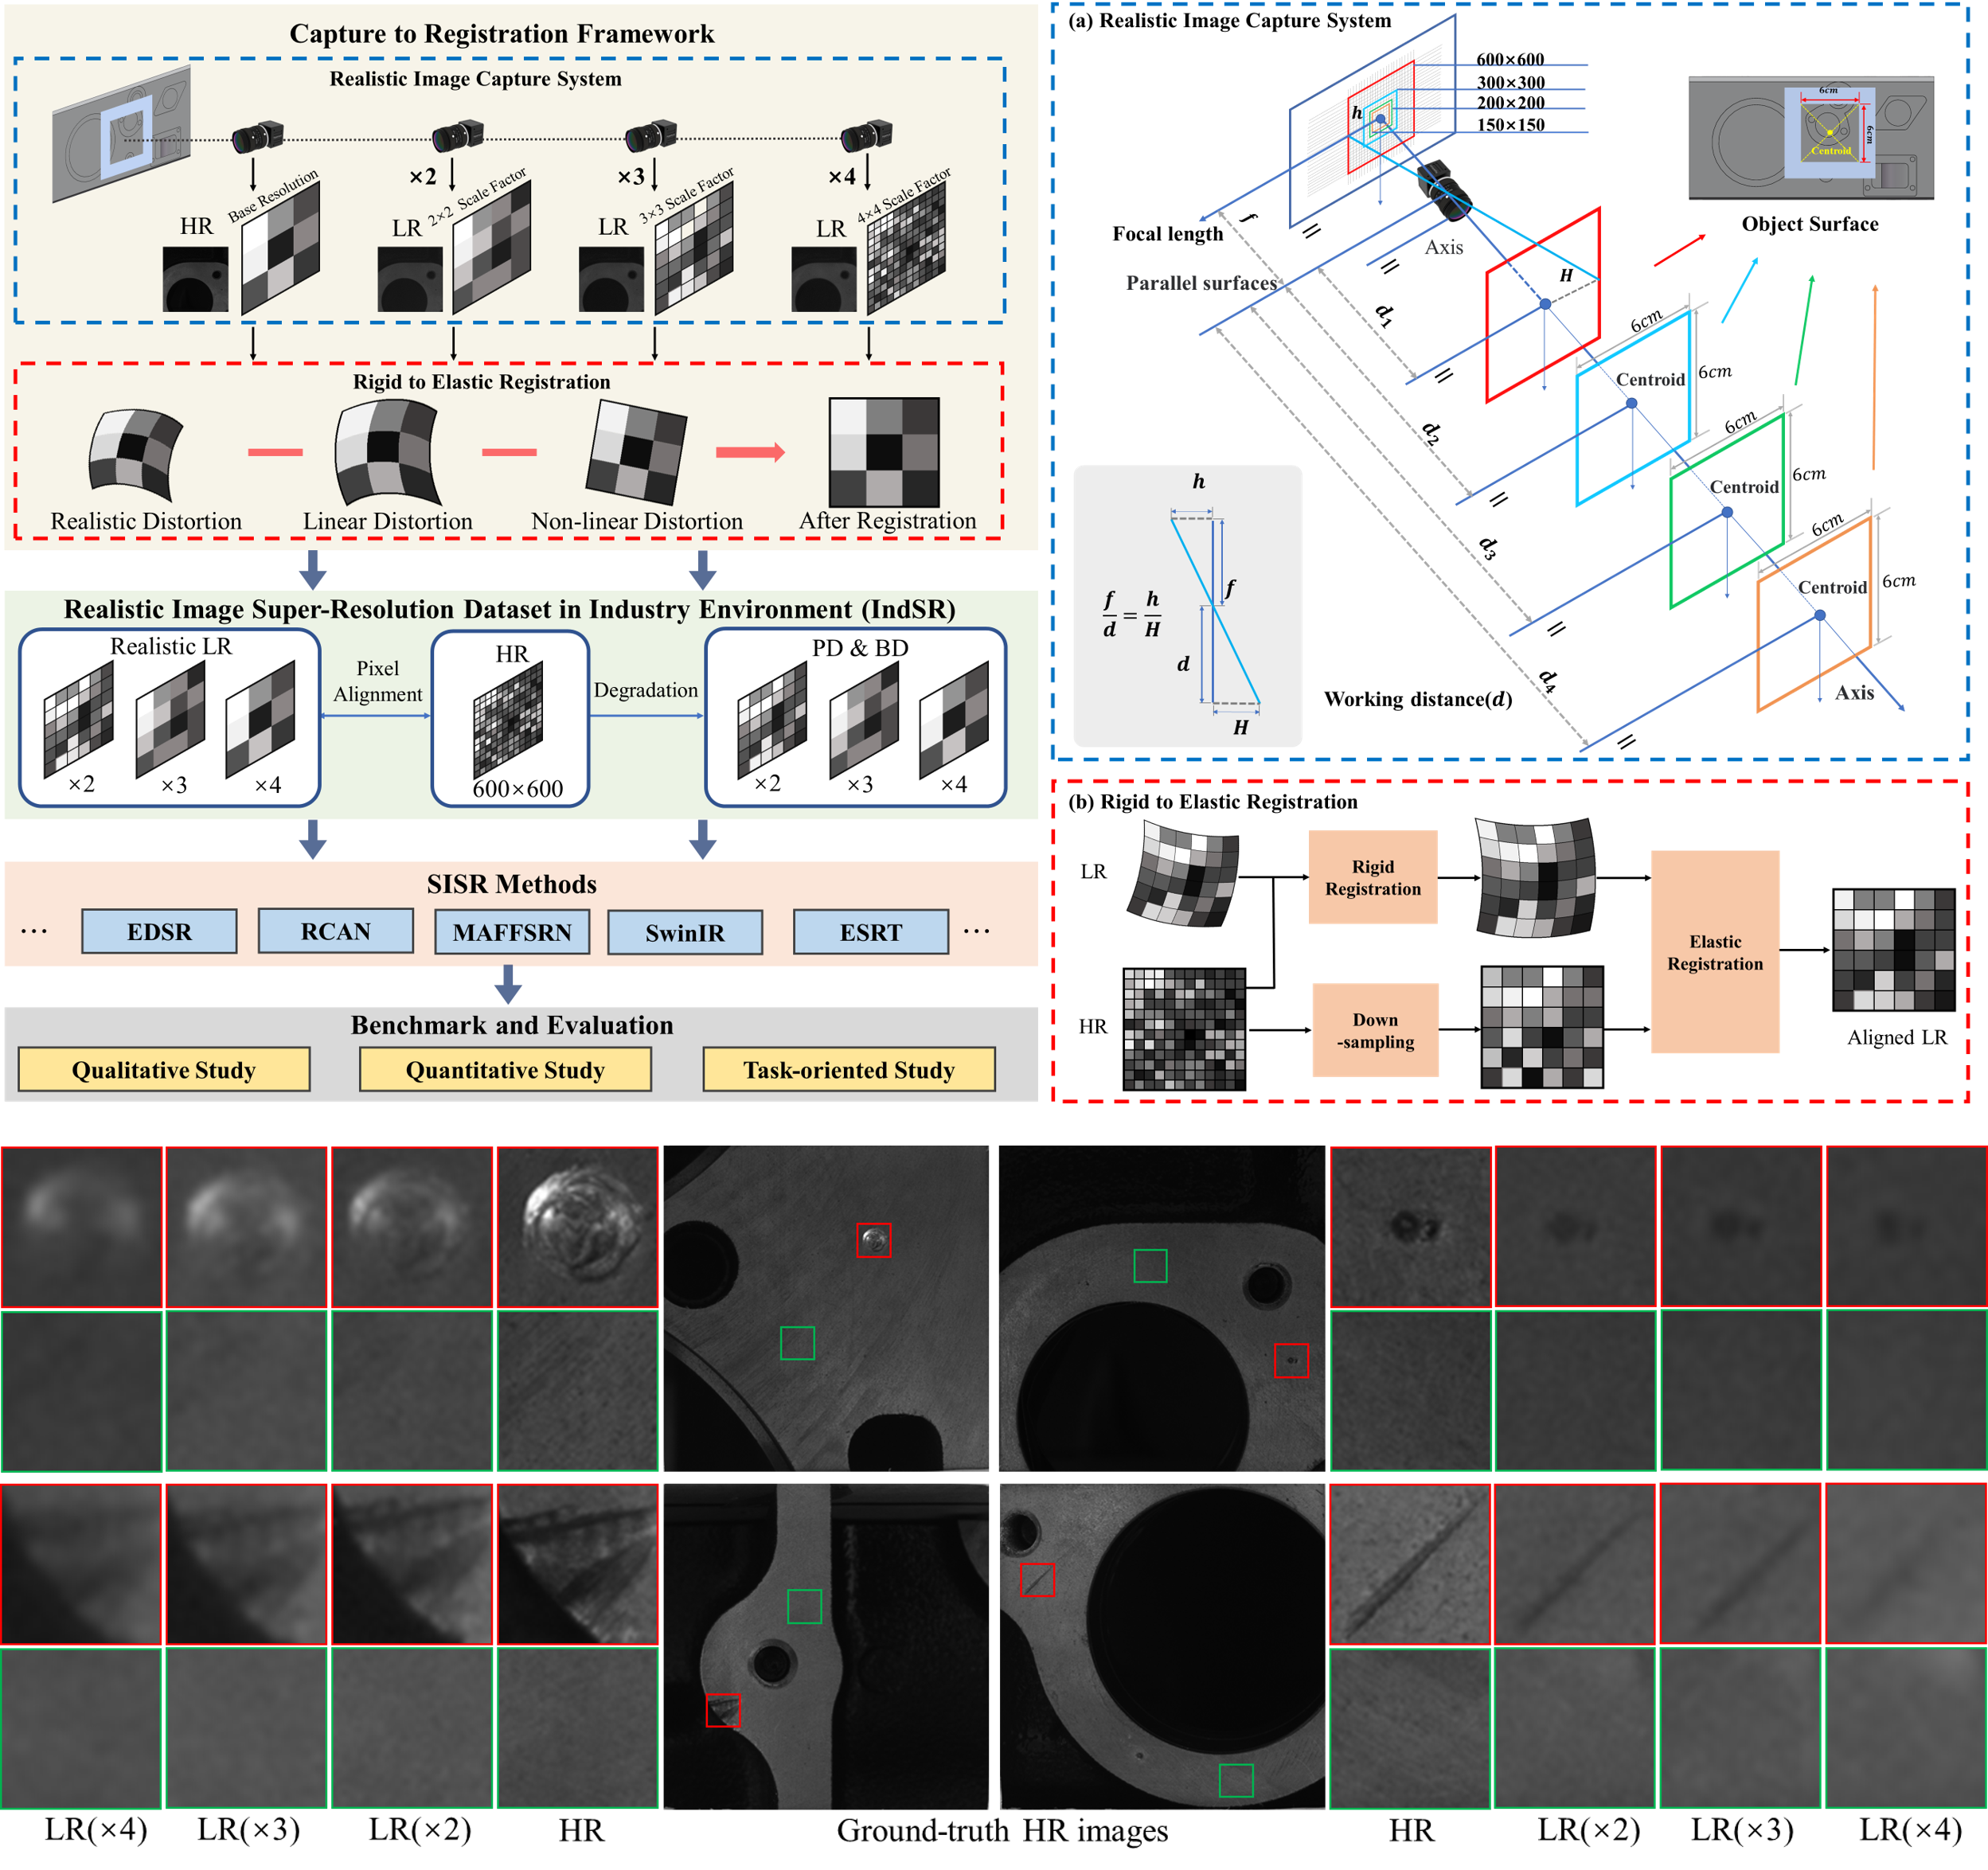 Capture to Registration Framework
Realistic Image Capture System
×2
×3
×4
HR
Base Resolution
LR
2×2 Scale Factor
LR
3×3 Scale Factor
LR
4×4 Scale Factor
Rigid to Elastic Registration
Realistic Distortion
Linear Distortion
Non-linear Distortion
After Registration
Realistic Image Super-Resolution Dataset in Industry Environment (IndSR)
Realistic LR
×2
×3
×4
Pixel
Alignment
HR
600×600
Degradation
PD & BD
×2
×3
×4
SISR Methods
...
EDSR
RCAN
MAFFSRN
SwinIR
ESRT
...
Benchmark and Evaluation
Qualitative Study
Quantitative Study
Task-oriented Study
(a) Realistic Image Capture System
600×600
300×300
200×200
150×150
h
6cm
6cm
Centroid
Object Surface
f
Focal length
Axis
Parallel surfaces
H
d1
d2
d3
d4
6cm
6cm
Centroid
6cm
6cm
Centroid
6cm
6cm
Centroid
Axis
Working distance(d)
h
f
d
H
f/d = h/H
(b) Rigid to Elastic Registration
LR
Rigid
Registration
HR
Down
-sampling
Elastic
Registration
Aligned LR
LR(×4)
LR(×3)
LR(×2)
HR
Ground-truth HR images
HR
LR(×2)
LR(×3)
LR(×4)